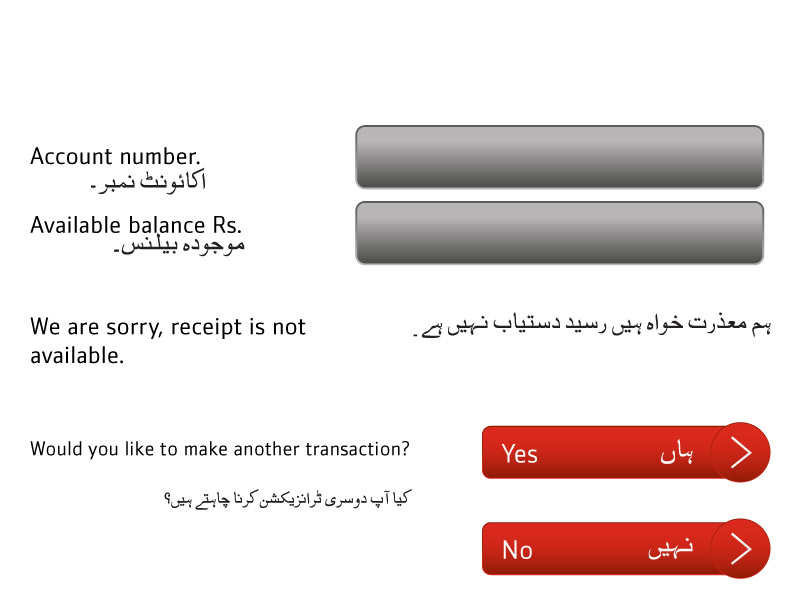 Account number.
اکائونٹ نمبر۔
Available balance Rs.
موجودہ بیلنس۔
We are sorry, receipt is not
available.
ہم معذرت خواہ ہیں رسید دستیاب نہیں ہے۔
Would you like to make another transaction?
کیا آپ دوسری ٹرانزیکشن کرنا چاہتے ہیں؟
Yes ہاں
No نہیں